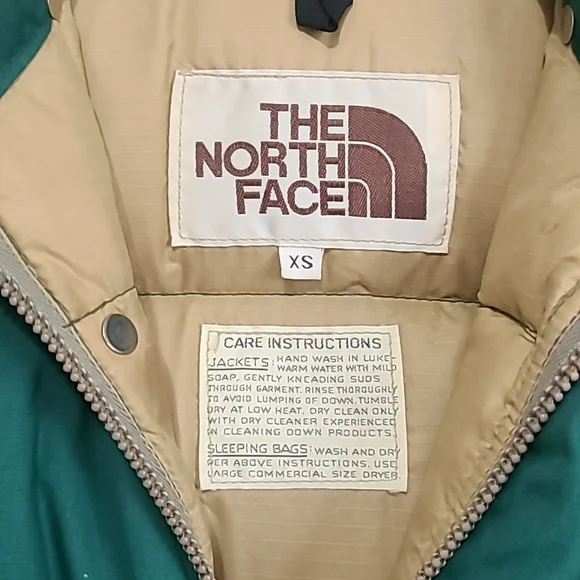 THE
NORTH
FACE
XS
CARE INSTRUCTIONS
JACKETS: HAND WASH IN LUKE-
WARM WATER WITH MILD
SOAP, GENTLY KNEADING SUDS
THROUGH GARMENT. RINSE THOROUGHLY
TO AVOID LUMPING OF DOWN. TUMBLE
DRY AT LOW HEAT. DRY CLEAN ONLY
WITH DRY CLEANER EXPERIENCED
IN CLEANING DOWN PRODUCTS.
SLEEPING BAGS: WASH AND DRY
PER ABOVE INSTRUCTIONS. USE
LARGE COMMERCIAL SIZE DRYER.